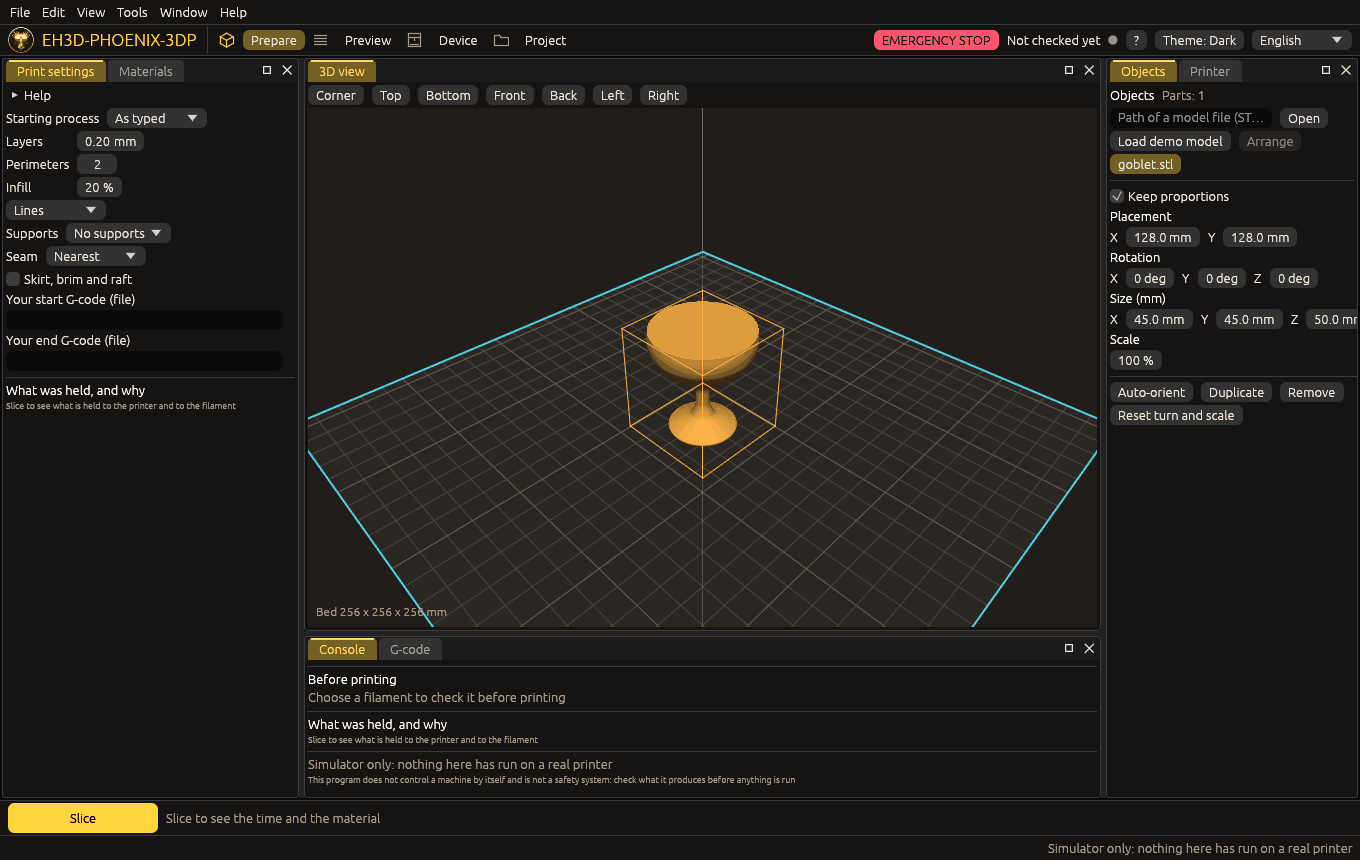 File Edit View Tools Window Help
EH3D-PHOENIX-3DP Prepare Preview Device Project EMERGENCY STOP Not checked yet ? Theme: Dark English
Print settings Materials
Help
Starting process As typed
Layers 0.20 mm
Perimeters 2
Infill 20 %
Lines
Supports No supports
Seam Nearest
Skirt, brim and raft
Your start G-code (file)
Your end G-code (file)
What was held, and why
Slice to see what is held to the printer and to the filament
3D view
Corner Top Bottom Front Back Left Right
Bed 256 x 256 x 256 mm
Console G-code
Before printing
Choose a filament to check it before printing
What was held, and why
Slice to see what is held to the printer and to the filament
Simulator only: nothing here has run on a real printer
This program does not control a machine by itself and is not a safety system: check what it produces before anything is run
Objects Printer
Objects Parts: 1
Path of a model file (ST... Open
Load demo model Arrange
goblet.stl
Keep proportions
Placement
X 128.0 mm Y 128.0 mm
Rotation
X 0 deg Y 0 deg Z 0 deg
Size (mm)
X 45.0 mm Y 45.0 mm Z 50.0 mm
Scale
100 %
Auto-orient Duplicate Remove
Reset turn and scale
Slice Slice to see the time and the material
Simulator only: nothing here has run on a real printer